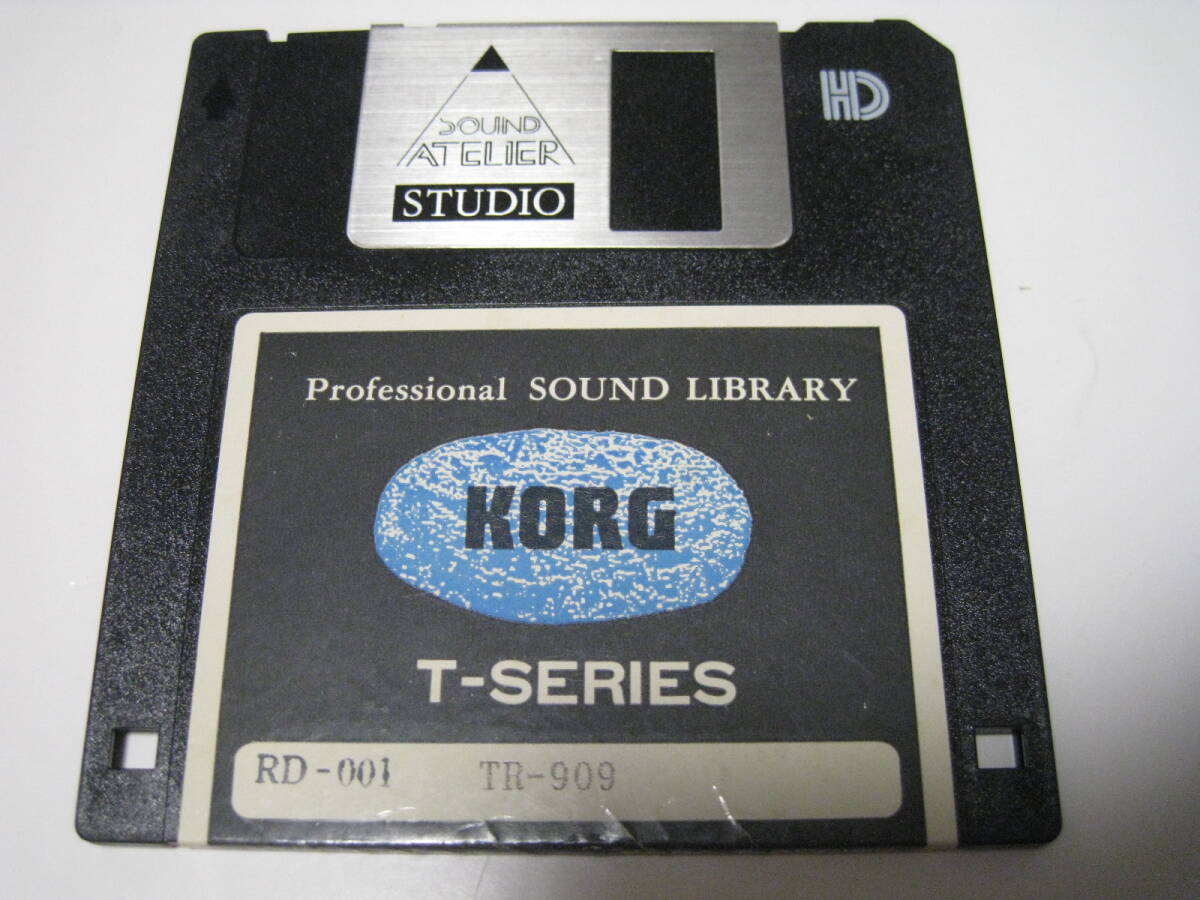 SOUND
ATELIER
STUDIO
HD
Professional SOUND LIBRARY
KORG
T-SERIES
RD-001 TR-909